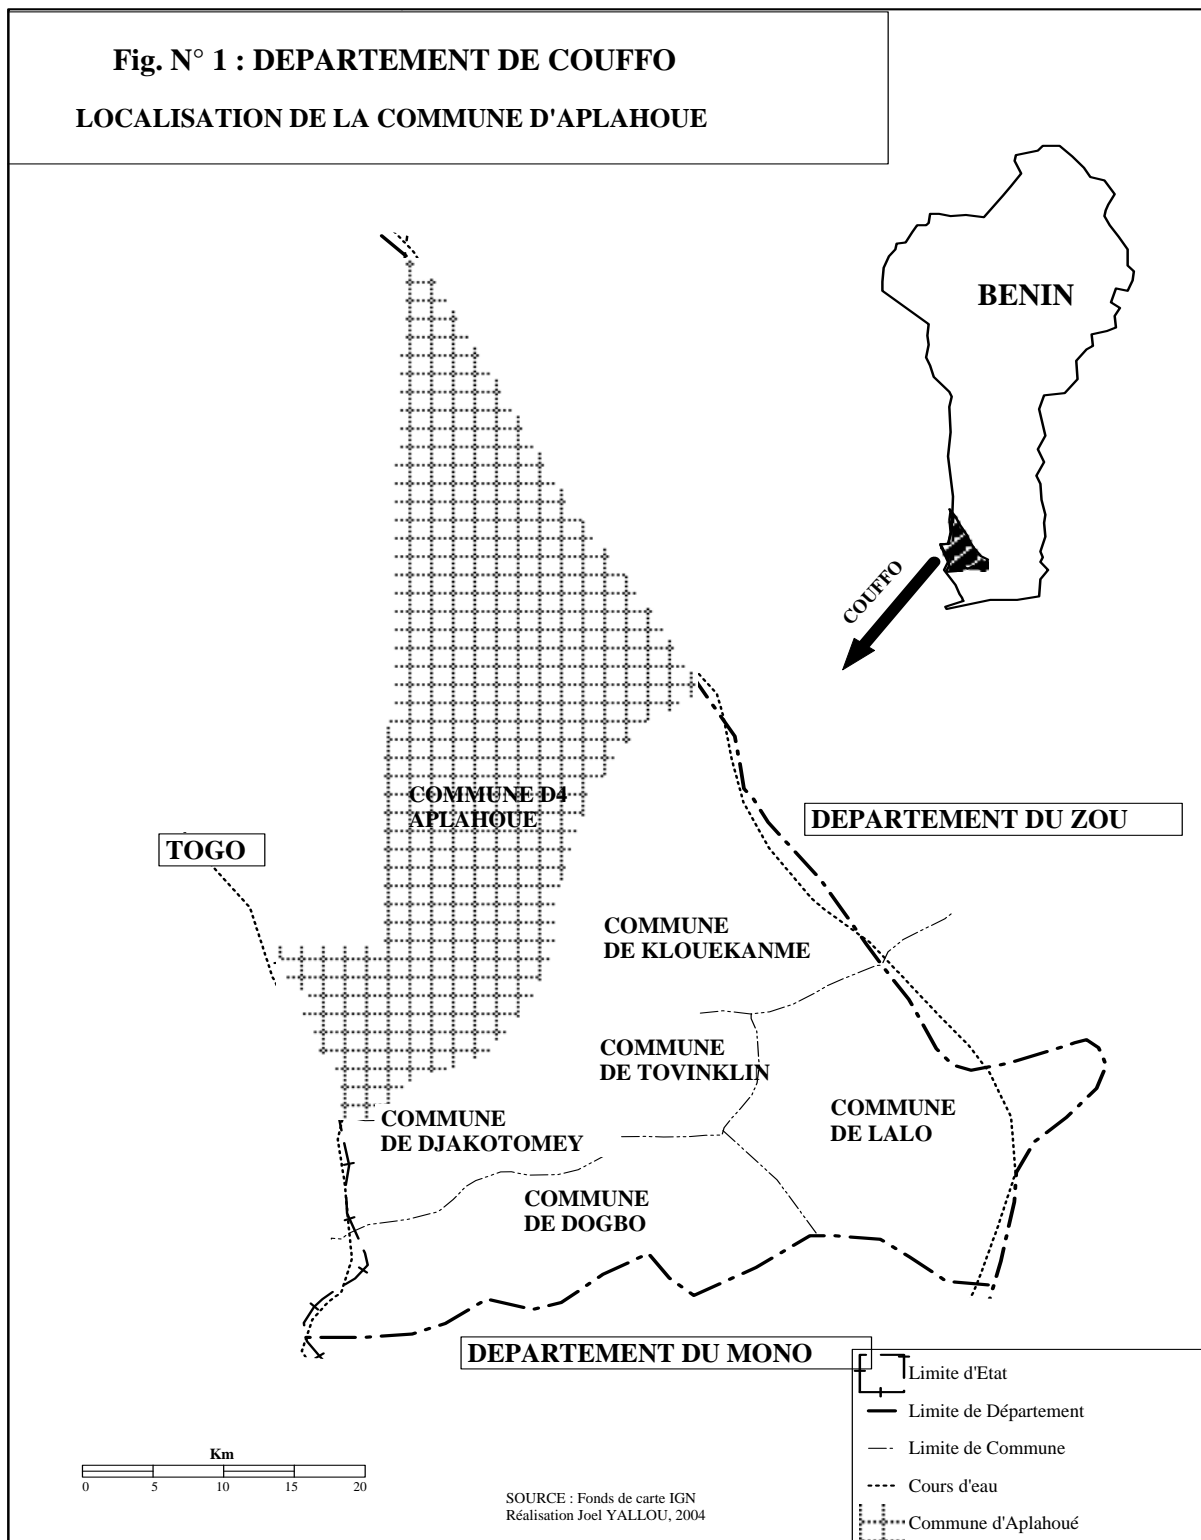 Fig. N° 1 : DEPARTEMENT DE COUFFO
LOCALISATION DE LA COMMUNE D'APLAHOUE
BENIN
COUFFO
COMMUNE D4
APLAHOUE
DEPARTEMENT DU ZOU
TOGO
COMMUNE
DE KLOUEKANME
COMMUNE
DE TOVINKLIN
COMMUNE
DE LALO
COMMUNE
DE DJAKOTOMEY
COMMUNE
DE DOGBO
DEPARTEMENT DU MONO
Limite d'Etat
Limite de Département
Limite de Commune
Cours d'eau
Commune d'Aplahoué
Km
0 5 10 15 20
SOURCE : Fonds de carte IGN
Réalisation Joel YALLOU, 2004